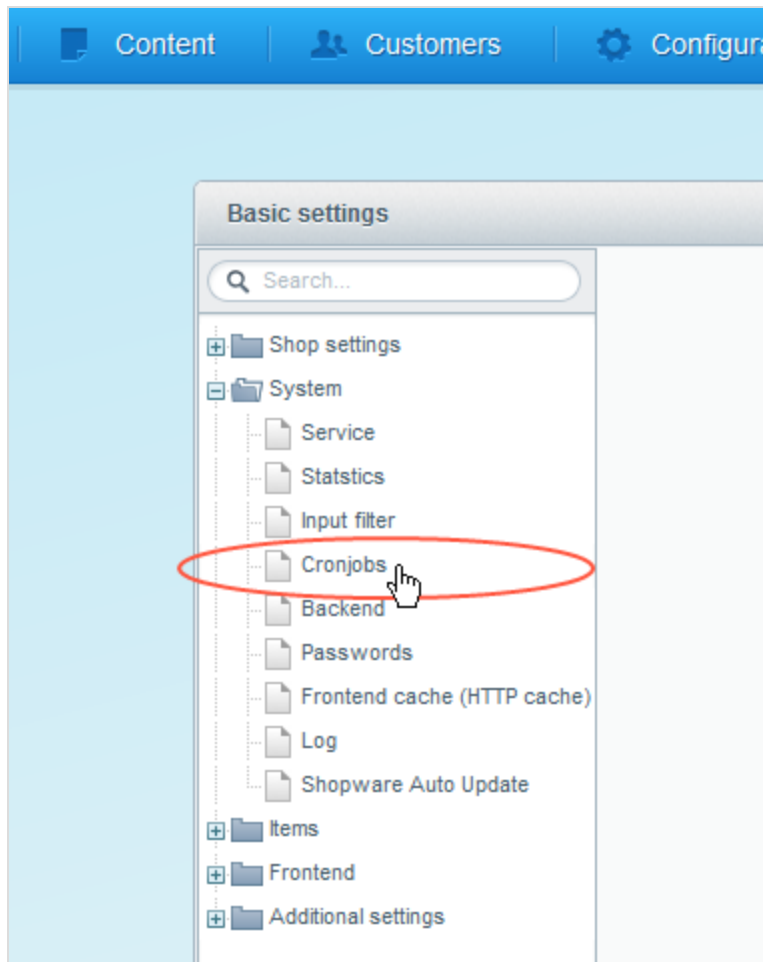 Content Customers Configura
Basic settings
Search...
Shop settings
System
Service
Statstics
Input filter
Cronjobs
Backend
Passwords
Frontend cache (HTTP cache)
Log
Shopware Auto Update
Items
Frontend
Additional settings